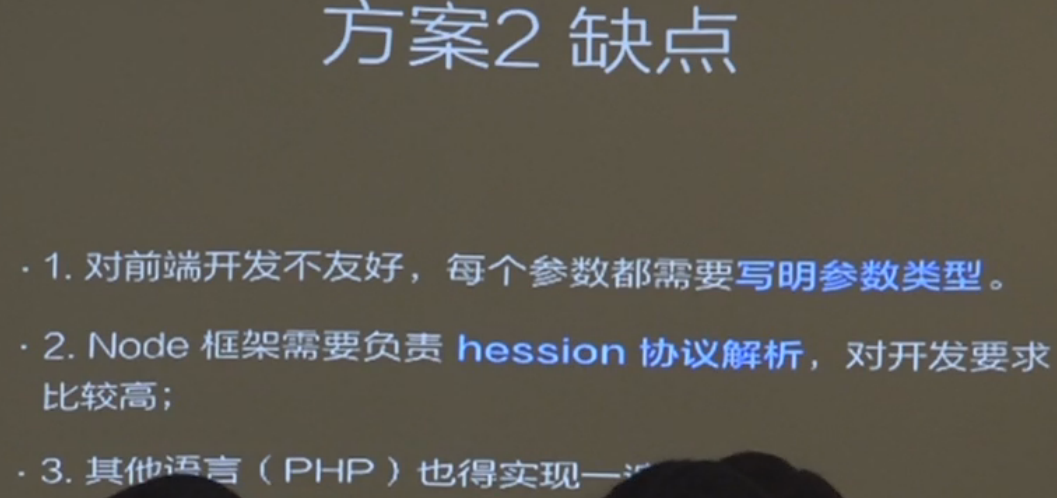 方案2 缺点
· 1. 对前端开发不友好，每个参数都需要写明参数类型。
· 2. Node 框架需要负责 hession 协议解析，对开发要求
比较高；
· 3. 其他语言（PHP）也得实现一